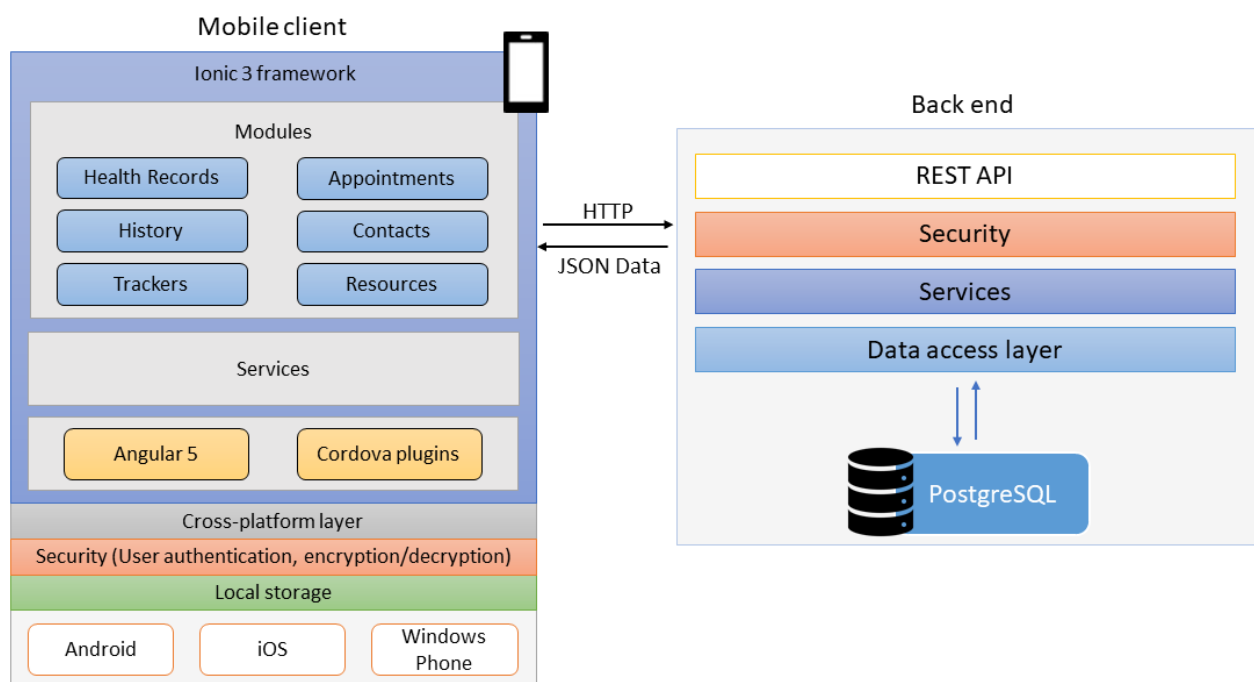 Mobile client
Ionic 3 framework
Modules
Health Records
Appointments
History
Contacts
Trackers
Resources
Services
Angular 5
Cordova plugins
Cross-platform layer
Security (User authentication, encryption/decryption)
Local storage
Android
iOS
Windows
Phone
HTTP
JSON Data
Back end
REST API
Security
Services
Data access layer
PostgreSQL